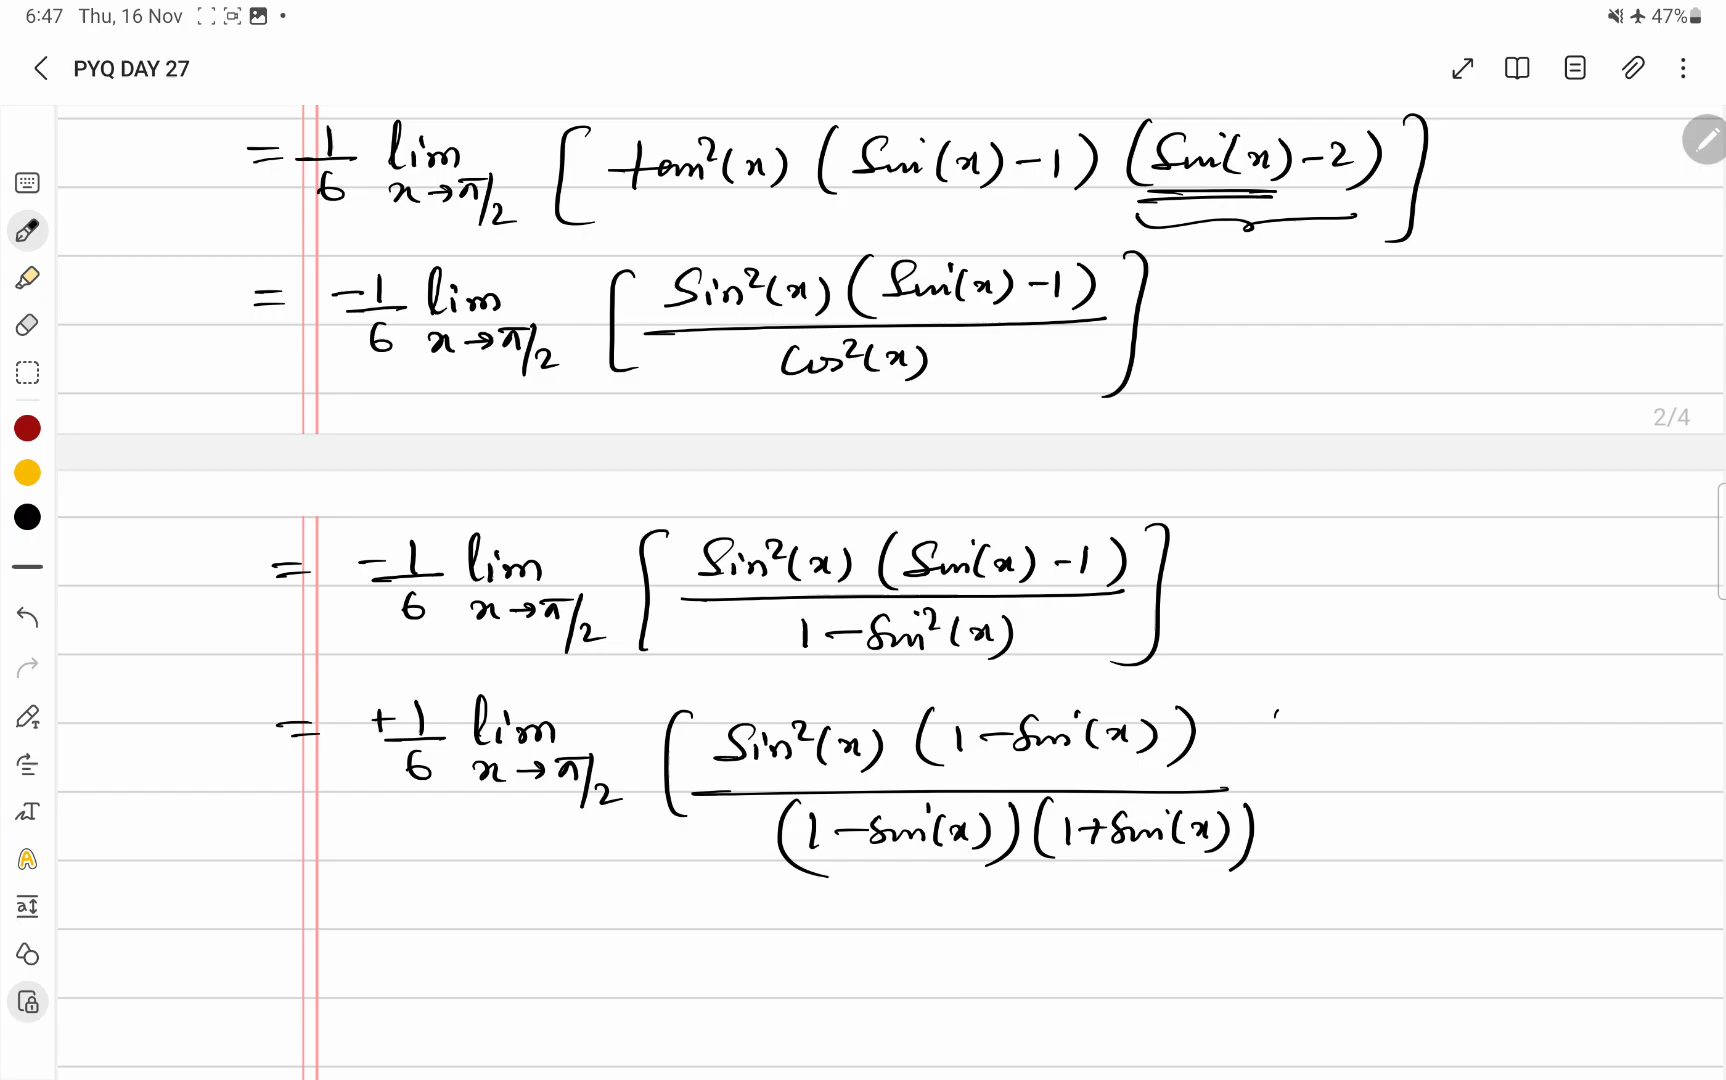 6:47 Thu, 16 Nov 47%
PYQ DAY 27
= 1/6 lim x→π/2 [ tan²(x) (Sin(x) - 1) (Sin(x) - 2) ]
= -1/6 lim x→π/2 [ Sin²(x) (Sin(x) - 1) / Cos²(x) ]
2/4
= -1/6 lim x→π/2 [ Sin²(x) (Sin(x) - 1) / 1 - Sin²(x) ]
= +1/6 lim x→π/2 [ Sin²(x) (1 - Sin(x)) / (1 - Sin(x)) (1 + Sin(x))